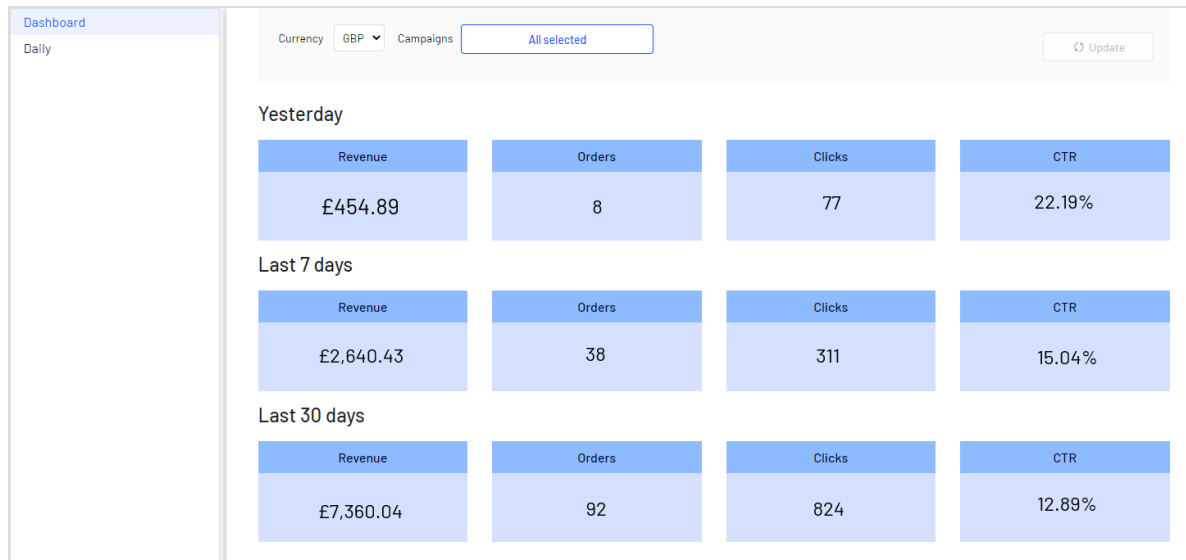 Dashboard
Daily
Currency GBP Campaigns All selected Update
Yesterday
Revenue Orders Clicks CTR
£454.89 8 77 22.19%
Last 7 days
Revenue Orders Clicks CTR
£2,640.43 38 311 15.04%
Last 30 days
Revenue Orders Clicks CTR
£7,360.04 92 824 12.89%